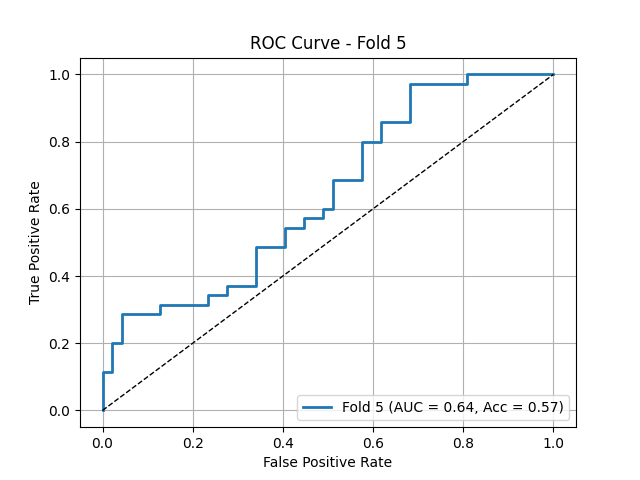 ROC Curve - Fold 5
True Positive Rate
1.0
0.8
0.6
0.4
0.2
0.0
Fold 5 (AUC = 0.64, Acc = 0.57)
0.0 0.2 0.4 0.6 0.8 1.0
False Positive Rate